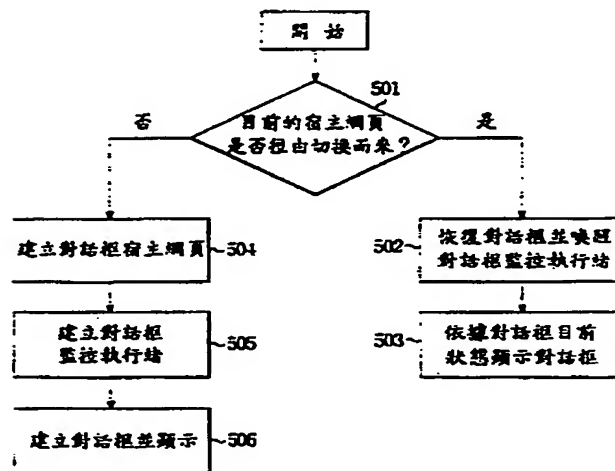 開始
501
目前的宿主網頁
是否經由切換而來?
否
是
建立對話框宿主網頁
504
恢復對話框並喚醒
對話框監控執行緒
502
建立對話框
監控執行緒
505
依據對話框目前
狀態顯示對話框
503
建立對話框並顯示
506